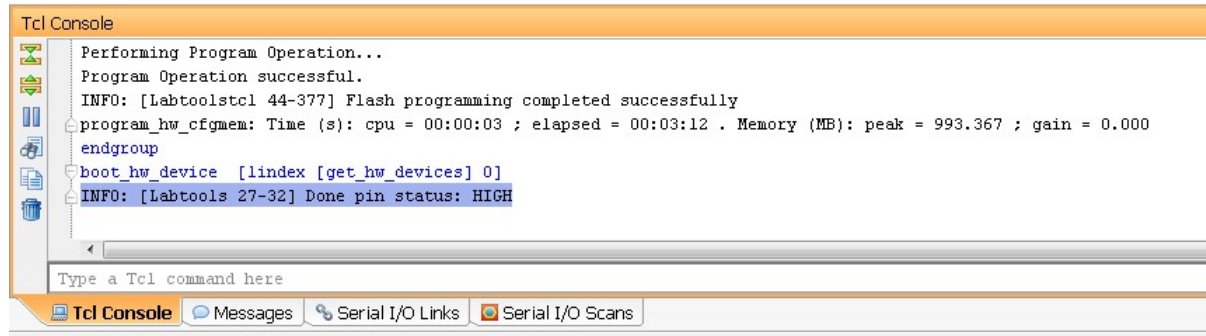 Tcl Console
Performing Program Operation...
Program Operation successful.
INFO: [Labtoolstcl 44-377] Flash programming completed successfully
program_hw_cfgmem: Time (s): cpu = 00:00:03 ; elapsed = 00:03:12 . Memory (MB): peak = 993.367 ; gain = 0.000
endgroup
boot_hw_device  [lindex [get_hw_devices] 0]
INFO: [Labtools 27-32] Done pin status: HIGH
Type a Tcl command here
Tcl Console Messages Serial I/O Links Serial I/O Scans